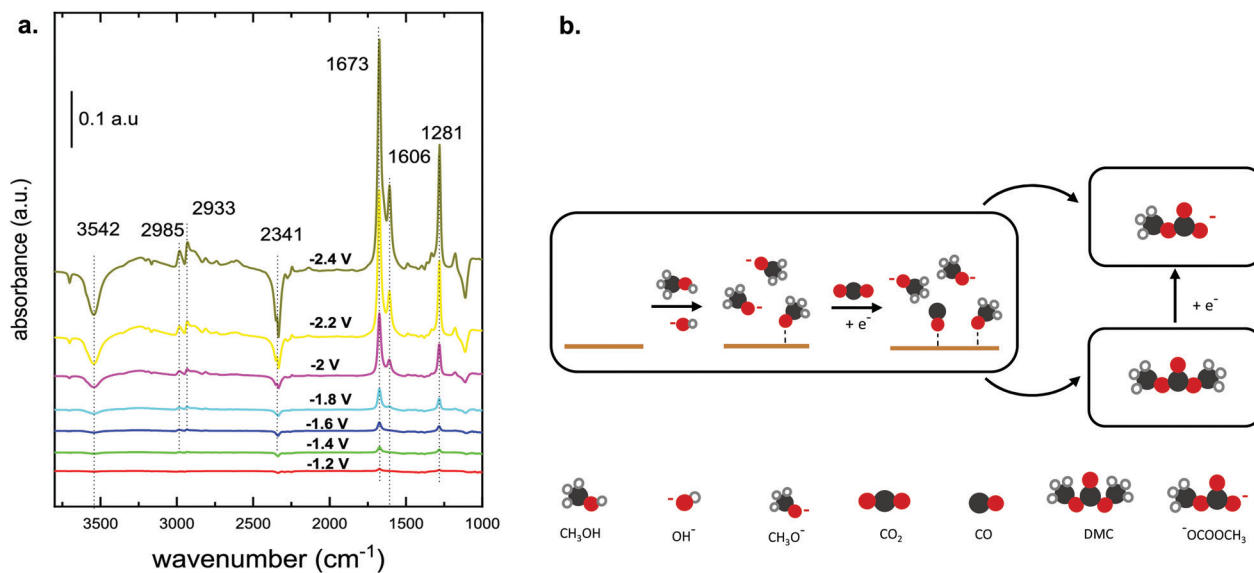 a.
b.
0.1 a.u
1673
1606
1281
3542
2985
2933
2341
-2.4 V
-2.2 V
-2 V
-1.8 V
-1.6 V
-1.4 V
-1.2 V
absorbance (a.u.)
3500 3000 2500 2000 1500 1000
wavenumber (cm⁻¹)
- - - -
+ e⁻
- -
-
+ e⁻
- - -
CH₃OH OH⁻ CH₃O⁻ CO₂ CO DMC ⁻OCOOCH₃